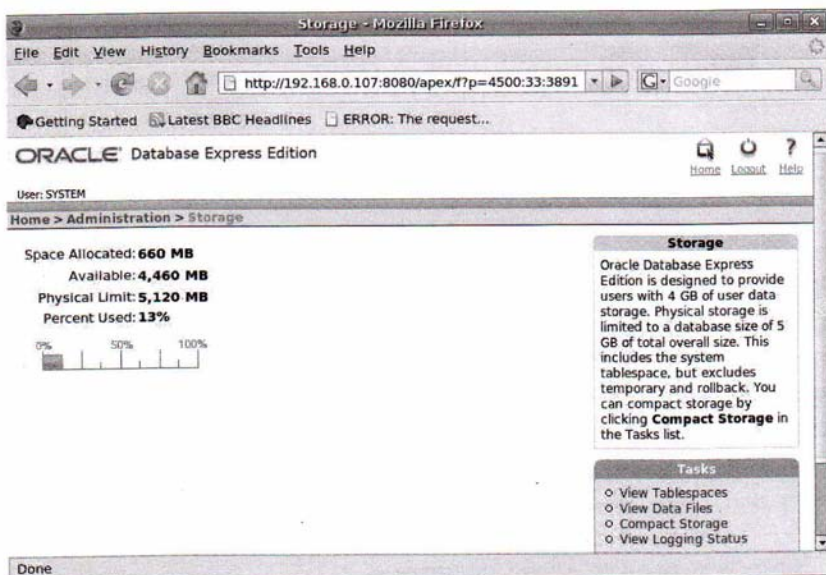 Storage - Mozilla Firefox
File Edit View History Bookmarks Tools Help
http://192.168.0.107:8080/apex/f?p=4500:33:3891
G Google
Getting Started Latest BBC Headlines ERROR: The request...
ORACLE® Database Express Edition
Home Logout ? Help
User: SYSTEM
Home > Administration > Storage
Space Allocated: 660 MB
Available: 4,460 MB
Physical Limit: 5,120 MB
Percent Used: 13%
0% 50% 100%
Storage
Oracle Database Express
Edition is designed to provide
users with 4 GB of user data
storage. Physical storage is
limited to a database size of 5
GB of total overall size. This
includes the system
tablespace, but excludes
temporary and rollback. You
can compact storage by
clicking Compact Storage in
the Tasks list.
Tasks
View Tablespaces
View Data Files
Compact Storage
View Logging Status
Done